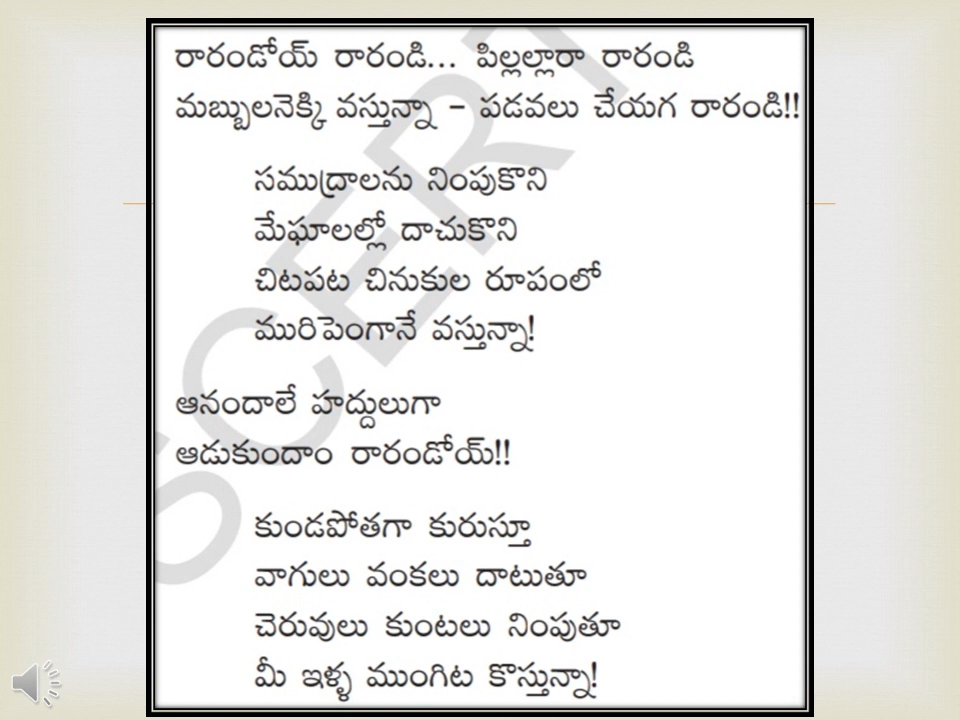 రారండోయ్ రారండి... పిల్లల్లారా రారండి
మబ్బులనెక్కి వస్తున్నా - పడవలు చేయగ రారండి!!
సముద్రాలను నింపుకొని
మేఘాలల్లో దాచుకొని
చిటపట చినుకుల రూపంలో
మురిపెంగానే వస్తున్నా!
ఆనందాలే హద్దులుగా
ఆడుకుందాం రారండోయ్!!
కుండపోతగా కురుస్తూ
వాగులు వంకలు దాటుతూ
చెరువులు కుంటలు నింపుతూ
మీ ఇళ్ళ ముంగిట కొస్తున్నా!
SCERT